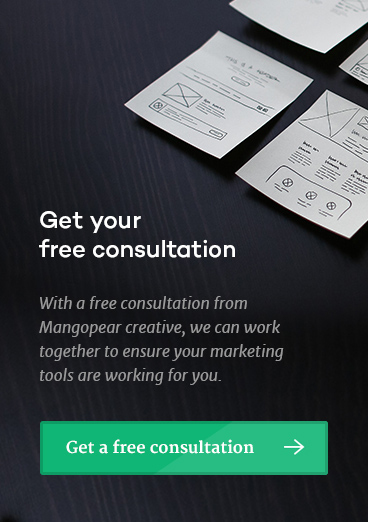 Get your
free consultation
With a free consultation from
Mangopear creative, we can work
together to ensure your marketing
tools are working for you.
Get a free consultation